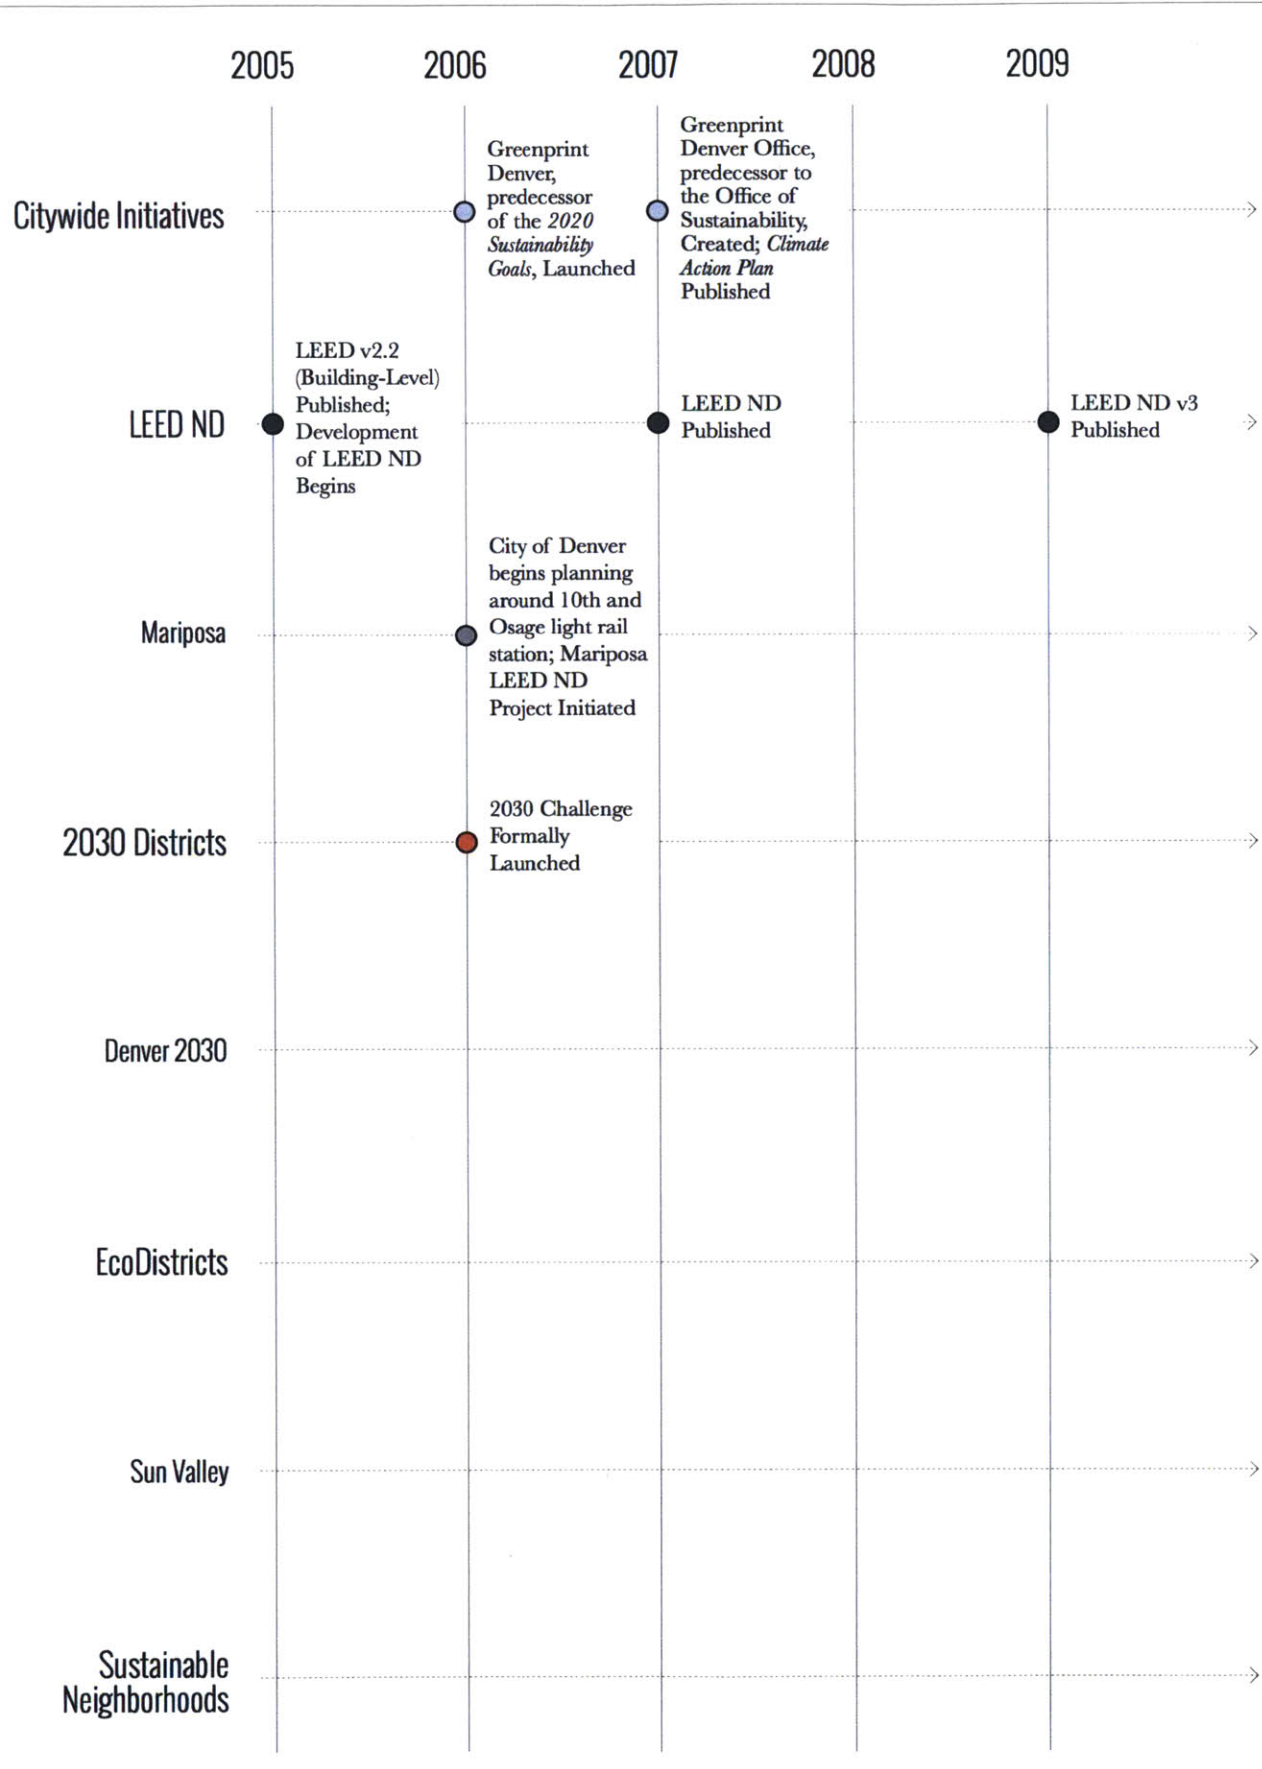 2005 2006 2007 2008 2009
Citywide Initiatives
Greenprint
Denver,
predecessor
of the 2020
Sustainability
Goals, Launched
Greenprint
Denver Office,
predecessor to
the Office of
Sustainability,
Created; Climate
Action Plan
Published
LEED ND
LEED v2.2
(Building-Level)
Published;
Development
of LEED ND
Begins
LEED ND
Published
LEED ND v3
Published
Mariposa
City of Denver
begins planning
around 10th and
Osage light rail
station; Mariposa
LEED ND
Project Initiated
2030 Districts
2030 Challenge
Formally
Launched
Denver 2030
EcoDistricts
Sun Valley
Sustainable
Neighborhoods